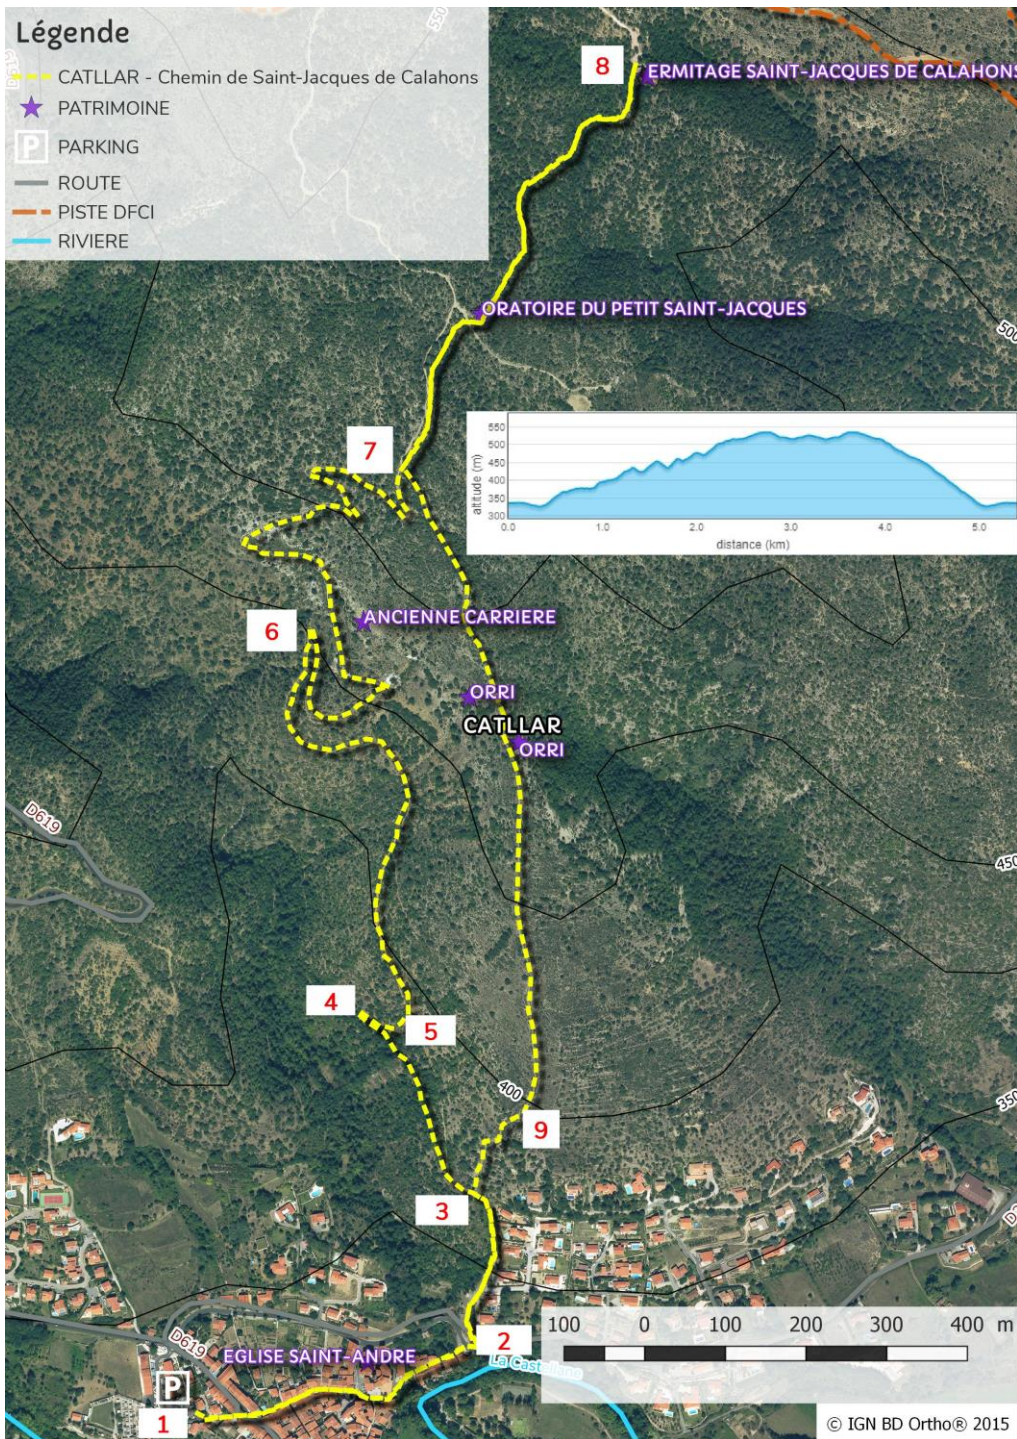 Légende
CATLLAR - Chemin de Saint-Jacques de Calahons
PATRIMOINE
P PARKING
ROUTE
PISTE DFCI
RIVIERE
D619
550
8
ERMITAGE SAINT-JACQUES DE CALAHONS
ORATOIRE DU PETIT SAINT-JACQUES
500
7
altitude (m)
550
500
450
400
350
300
0.0 1.0 2.0 3.0 4.0 5.0
distance (km)
ANCIENNE CARRIERE
6
ORRI
CATLLAR
ORRI
D619
450
4
5
400
350
9
3
2
100 0 100 200 300 400 m
D619
EGLISE SAINT-ANDRE
La Castellane
P
1
© IGN BD Ortho® 2015